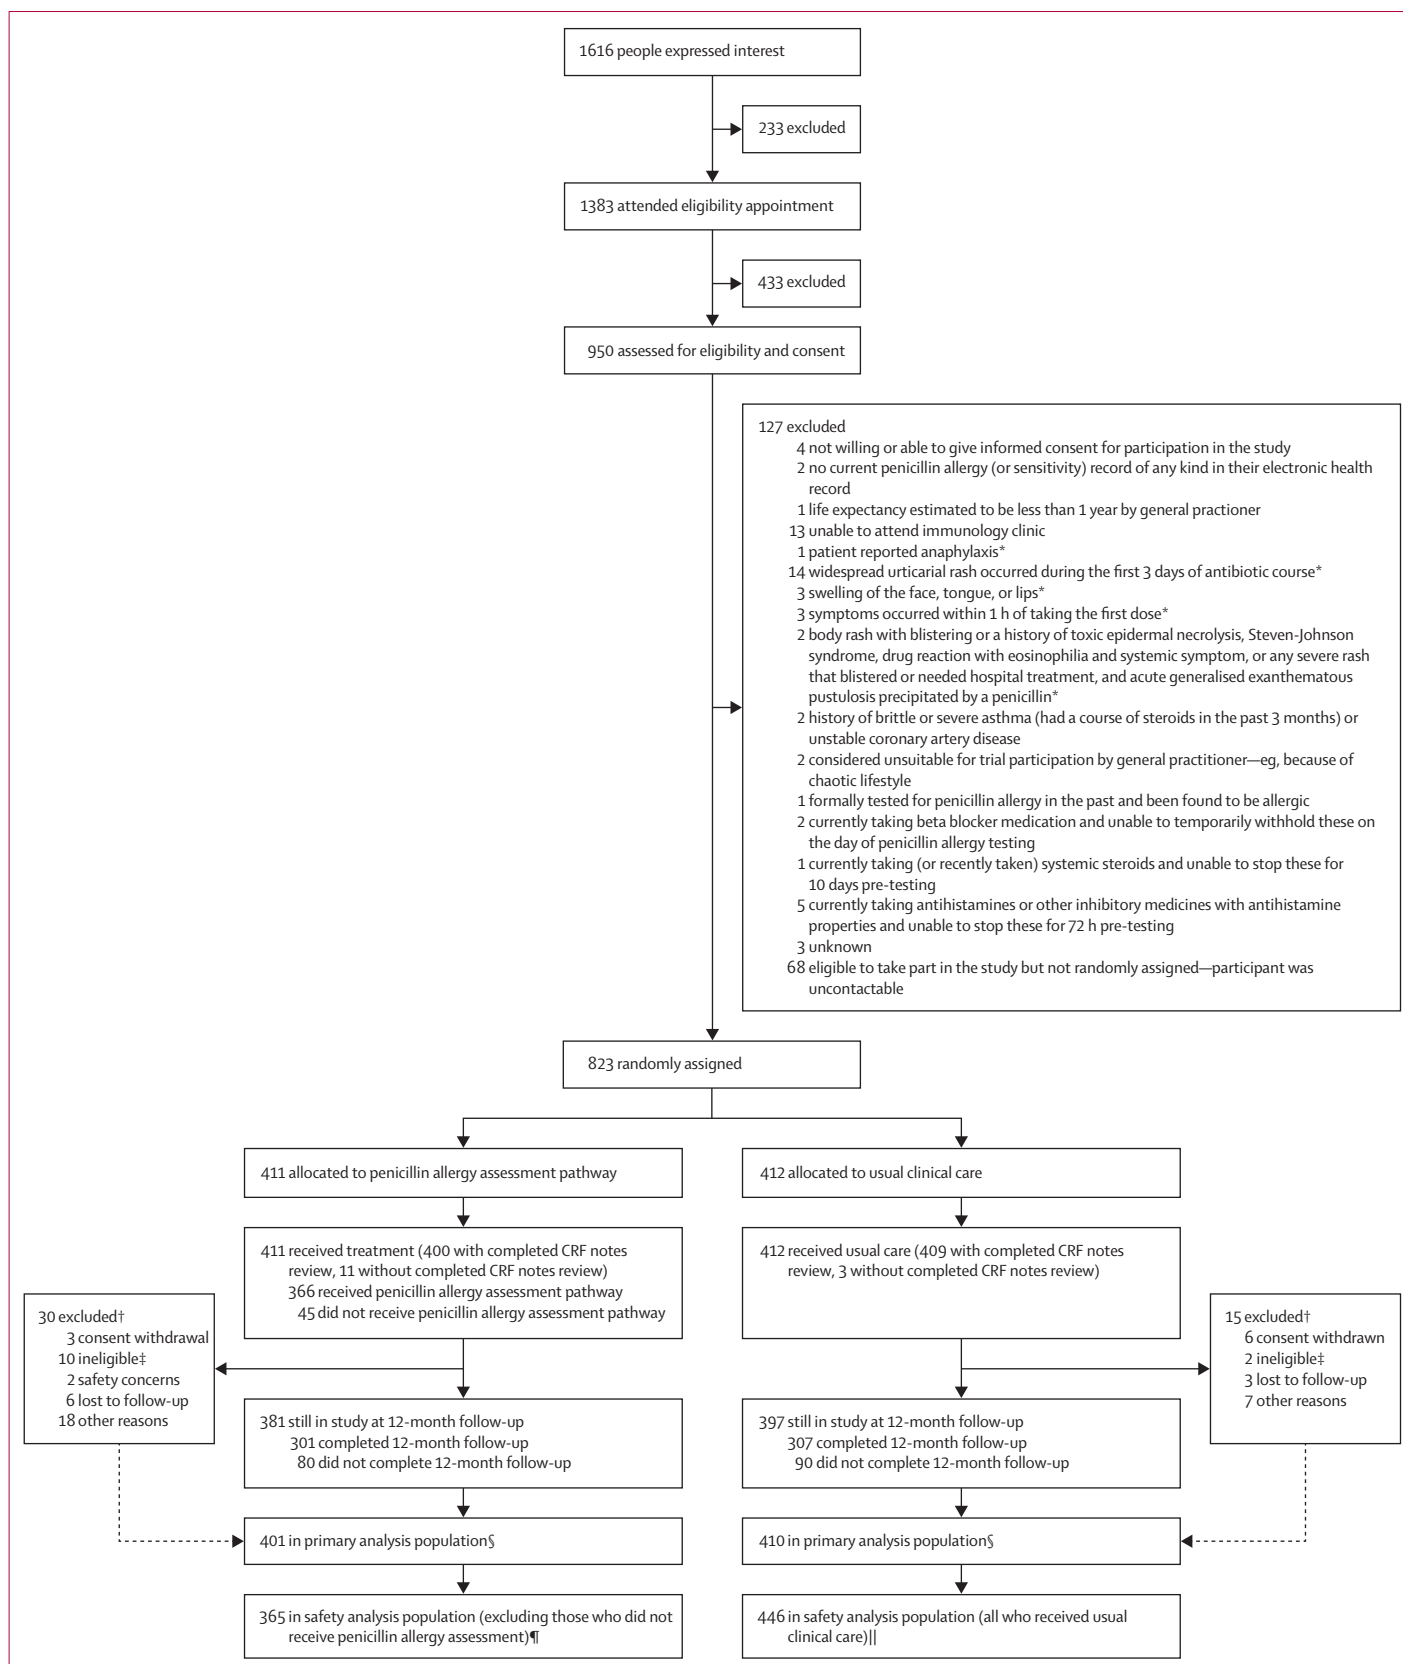 1616 people expressed interest
233 excluded
1383 attended eligibility appointment
433 excluded
950 assessed for eligibility and consent
127 excluded
4 not willing or able to give informed consent for participation in the study
2 no current penicillin allergy (or sensitivity) record of any kind in their electronic health
record
1 life expectancy estimated to be less than 1 year by general practioner
13 unable to attend immunology clinic
1 patient reported anaphylaxis*
14 widespread urticarial rash occurred during the first 3 days of antibiotic course*
3 swelling of the face, tongue, or lips*
3 symptoms occurred within 1 h of taking the first dose*
2 body rash with blistering or a history of toxic epidermal necrolysis, Steven-Johnson
syndrome, drug reaction with eosinophilia and systemic symptom, or any severe rash
that blistered or needed hospital treatment, and acute generalised exanthematous
pustulosis precipitated by a penicillin*
2 history of brittle or severe asthma (had a course of steroids in the past 3 months) or
unstable coronary artery disease
2 considered unsuitable for trial participation by general practitioner—eg, because of
chaotic lifestyle
1 formally tested for penicillin allergy in the past and been found to be allergic
2 currently taking beta blocker medication and unable to temporarily withhold these on
the day of penicillin allergy testing
1 currently taking (or recently taken) systemic steroids and unable to stop these for
10 days pre-testing
5 currently taking antihistamines or other inhibitory medicines with antihistamine
properties and unable to stop these for 72 h pre-testing
3 unknown
68 eligible to take part in the study but not randomly assigned—participant was
uncontactable
823 randomly assigned
411 allocated to penicillin allergy assessment pathway
412 allocated to usual clinical care
411 received treatment (400 with completed CRF notes
review, 11 without completed CRF notes review)
366 received penicillin allergy assessment pathway
45 did not receive penicillin allergy assessment pathway
412 received usual care (409 with completed CRF notes
review, 3 without completed CRF notes review)
30 excluded†
3 consent withdrawal
10 ineligible‡
2 safety concerns
6 lost to follow-up
18 other reasons
15 excluded†
6 consent withdrawn
2 ineligible‡
3 lost to follow-up
7 other reasons
381 still in study at 12-month follow-up
301 completed 12-month follow-up
80 did not complete 12-month follow-up
397 still in study at 12-month follow-up
307 completed 12-month follow-up
90 did not complete 12-month follow-up
401 in primary analysis population§
410 in primary analysis population§
365 in safety analysis population (excluding those who did not
receive penicillin allergy assessment)¶
446 in safety analysis population (all who received usual
clinical care)||